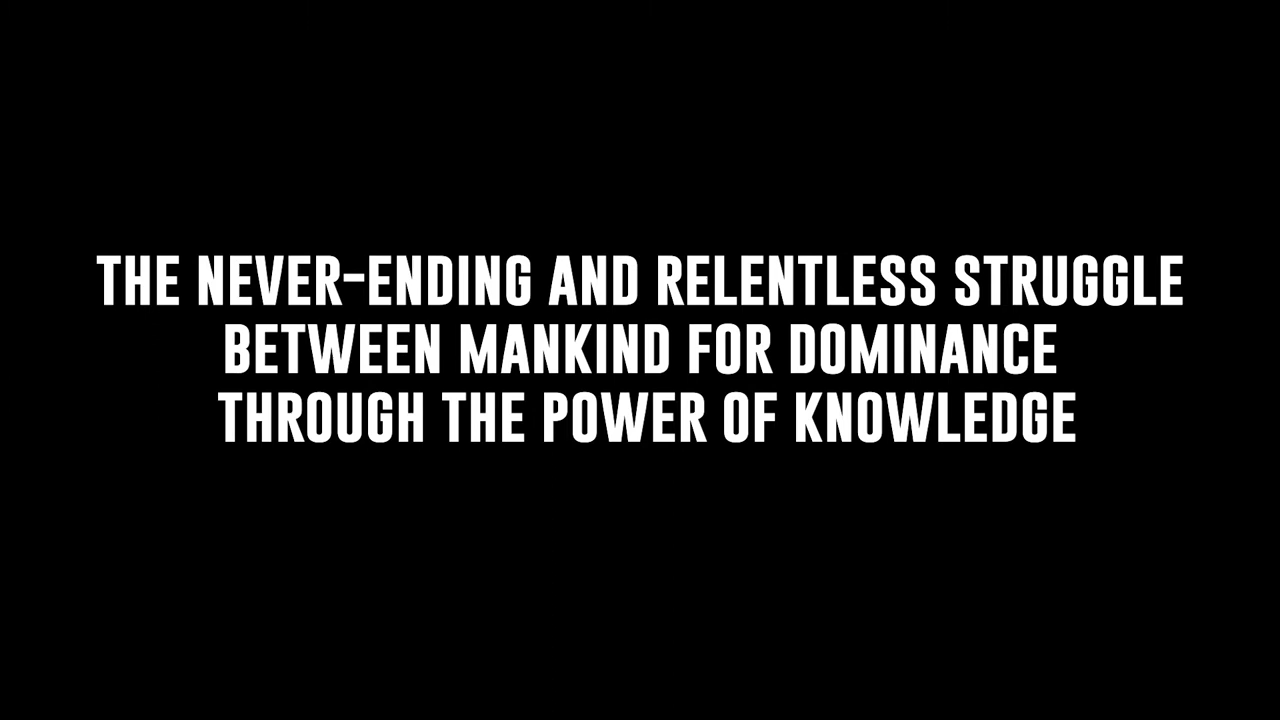 THE NEVER-ENDING AND RELENTLESS STRUGGLE
BETWEEN MANKIND FOR DOMINANCE
THROUGH THE POWER OF KNOWLEDGE